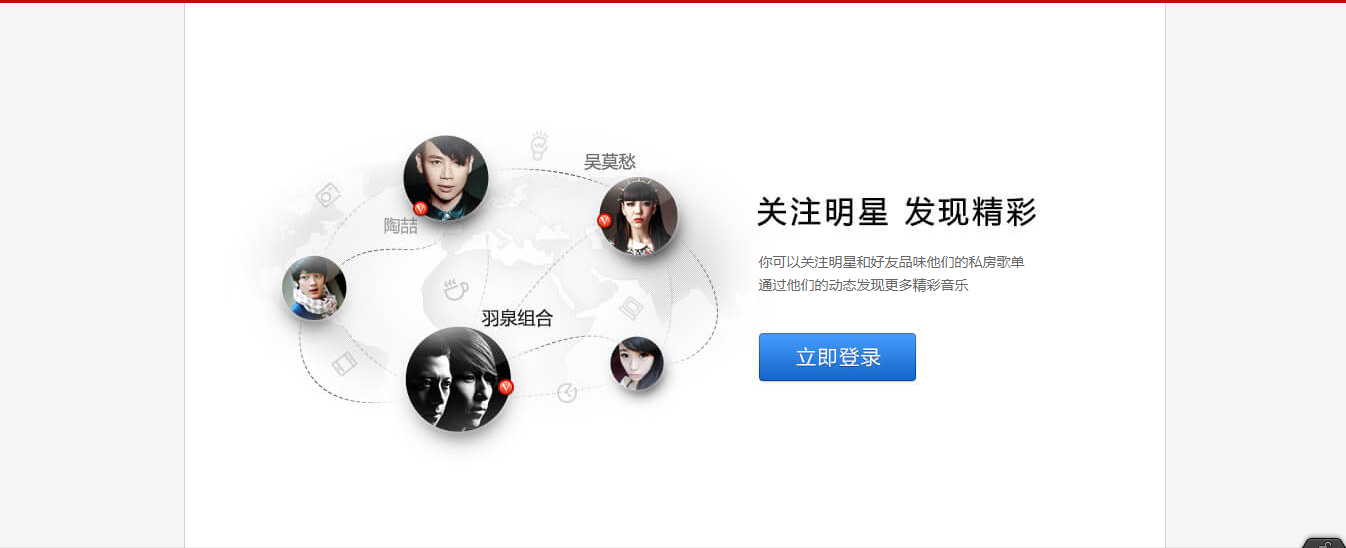 吴莫愁
陶喆
羽泉组合
关注明星 发现精彩
你可以关注明星和好友品味他们的私房歌单
通过他们的动态发现更多精彩音乐
立即登录